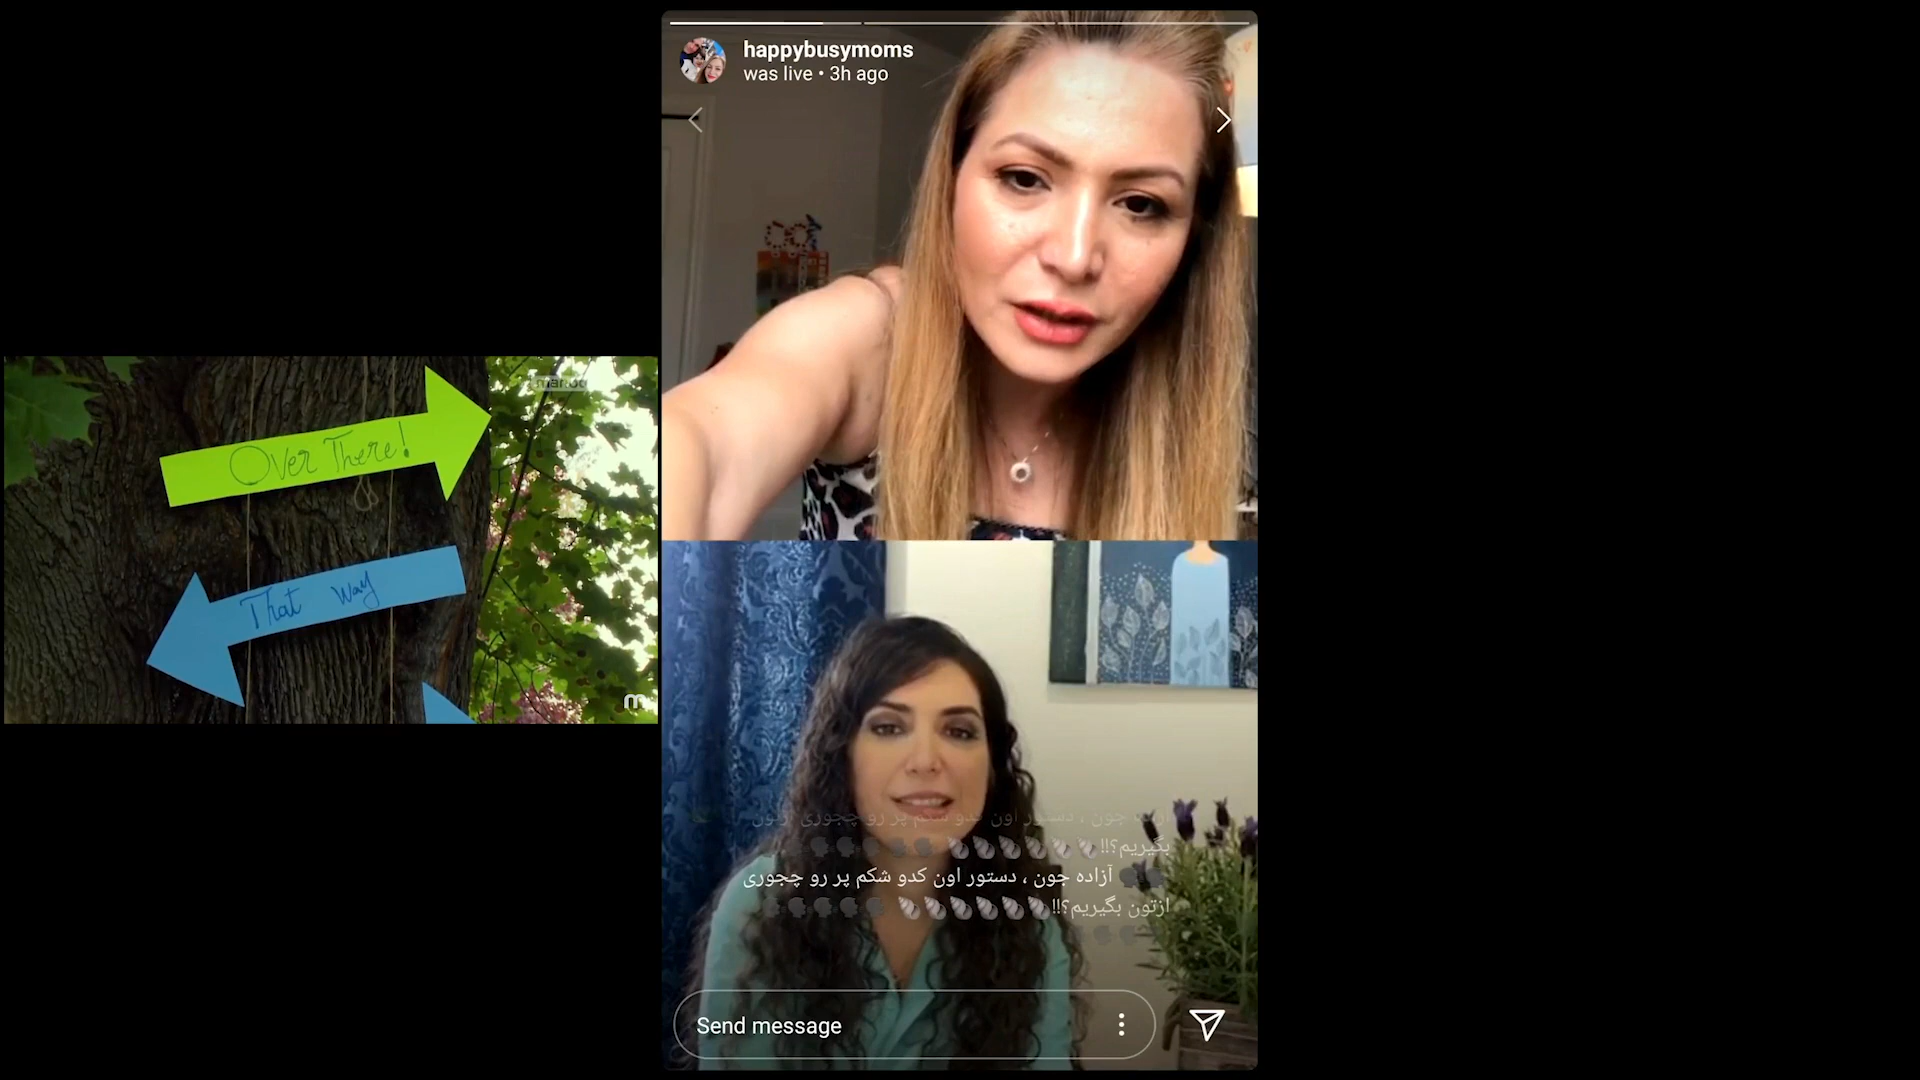 happybusymoms
was live • 3h ago
Over There!
That Way
بگیریم؟!!
آزاده جون ، دستور اون کدو شکم پر رو چجوری
ازتون بگیریم؟!!
Send message